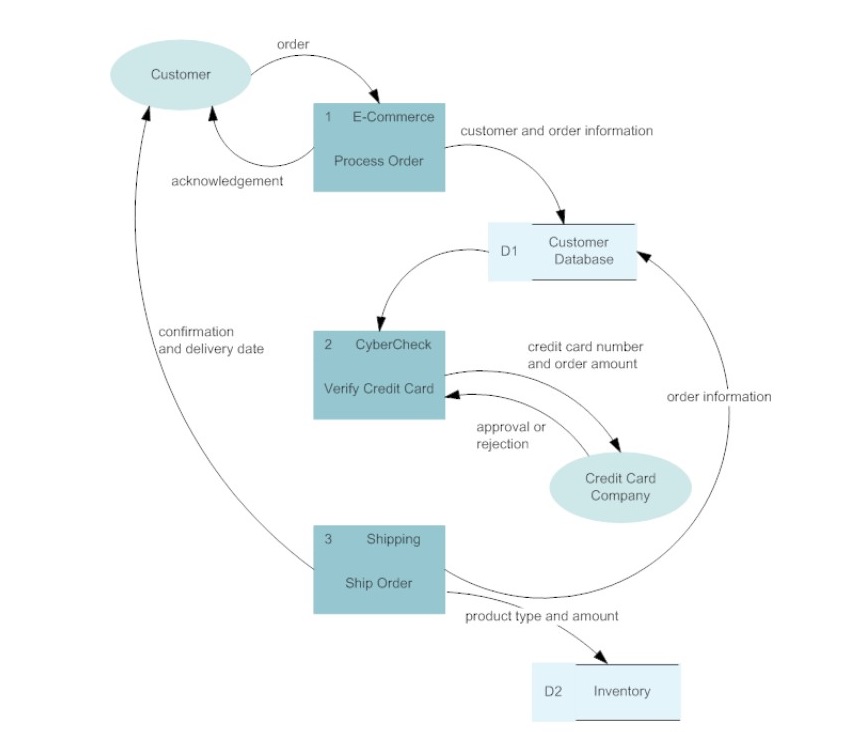 order
Customer
1 E-Commerce
Process Order
customer and order information
acknowledgement
D1
Customer
Database
confirmation
and delivery date
2 CyberCheck
Verify Credit Card
credit card number
and order amount
order information
approval or
rejection
Credit Card
Company
3 Shipping
Ship Order
product type and amount
D2 Inventory